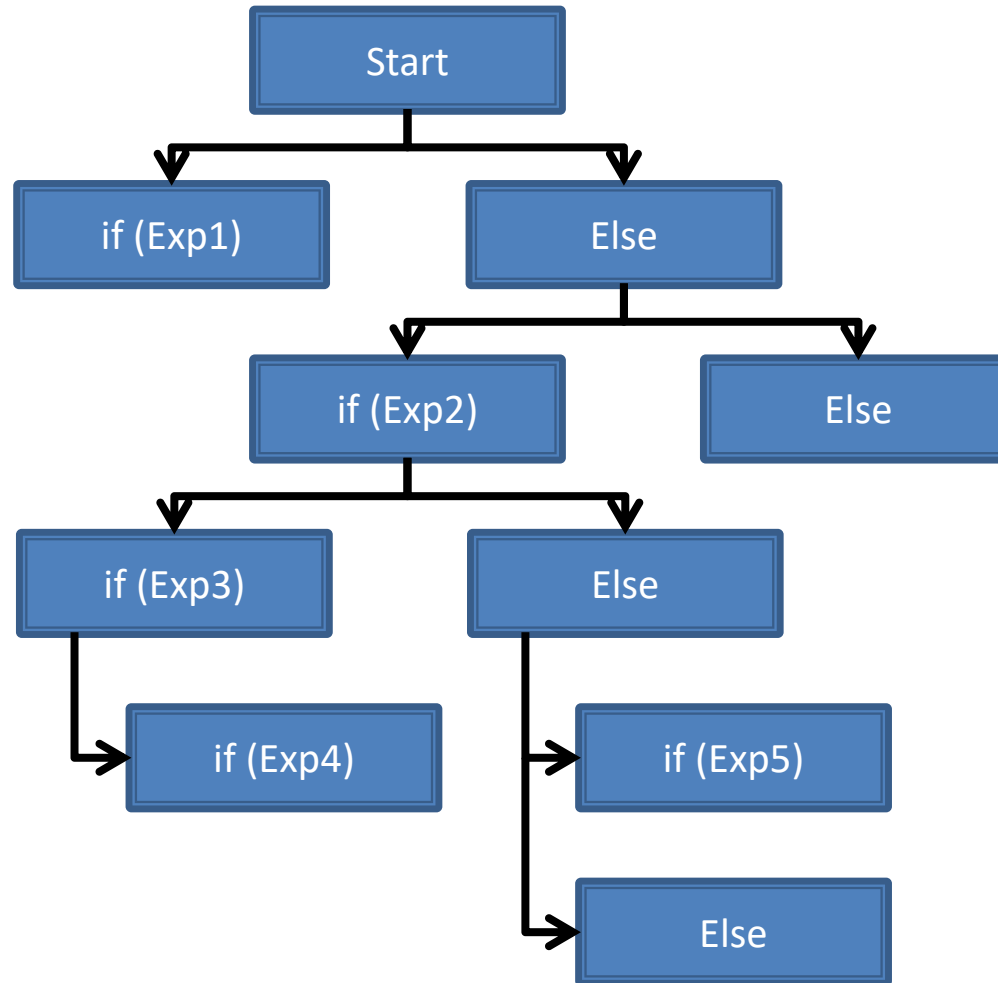 Start
if (Exp1)
Else
if (Exp2)
Else
if (Exp3)
Else
if (Exp4)
if (Exp5)
Else